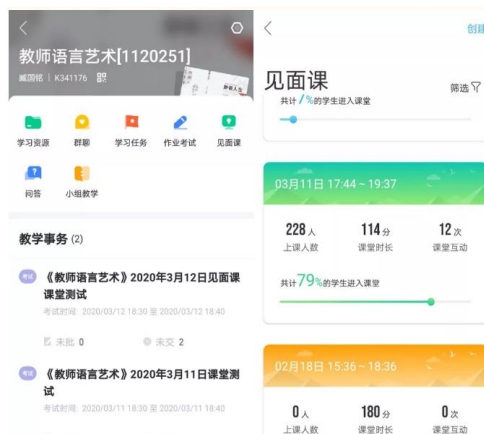 教师语言艺术[1120251]
臧国铭 | K341176
学习资源 群聊 学习任务 作业考试 见面课
问答 小组教学
教学事务 (2)
考试 《教师语言艺术》2020年3月12日见面课
课堂测试
考试时间: 2020/03/12 18:30 至 2020/03/12 18:40
未批 0 未交 2
考试 《教师语言艺术》2020年3月11日课堂测
试
考试时间: 2020/03/11 18:30 至 2020/03/11 18:40
创建
见面课
筛选
共计7%的学生进入课堂
03月11日 17:44 ~ 19:37
228人 114分 12次
上课人数 课堂时长 课堂互动
共计79%的学生进入课堂
02月18日 15:36 ~ 18:36
0人 180分 0次
上课人数 课堂时长 课堂互动